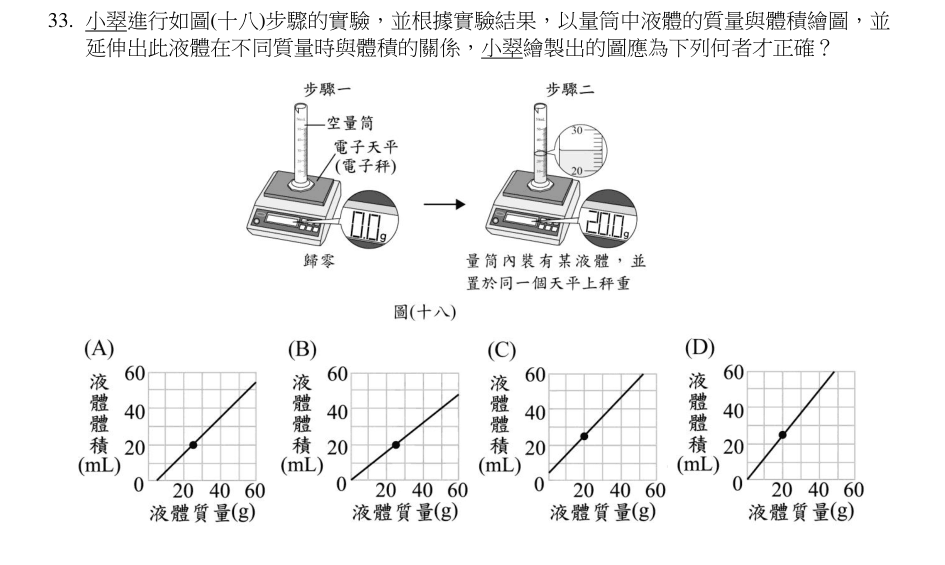 33. 小翠進行如圖(十八)步驟的實驗，並根據實驗結果，以量筒中液體的質量與體積繪圖，並
延伸出此液體在不同質量時與體積的關係，小翠繪製出的圖應為下列何者才正確？
步驟一
步驟二
空量筒
電子天平
(電子秤)
30
20
0.0g
20.0g
歸零
量筒內裝有某液體，並
置於同一個天平上秤重
圖(十八)
(A)
液體體積(mL)
60
40
20
0
20 40 60
液體質量(g)
(B)
液體體積(mL)
60
40
20
0
20 40 60
液體質量(g)
(C)
液體體積(mL)
60
40
20
0
20 40 60
液體質量(g)
(D)
液體體積(mL)
60
40
20
0
20 40 60
液體質量(g)